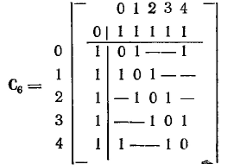 0 1 2 3 4
0 1 1 1 1 1
0 1 0 1 — — 1
1 1 1 0 1 — —
C₆ = 2 1 — 1 0 1 —
3 1 — — 1 0 1
4 1 1 — — 1 0